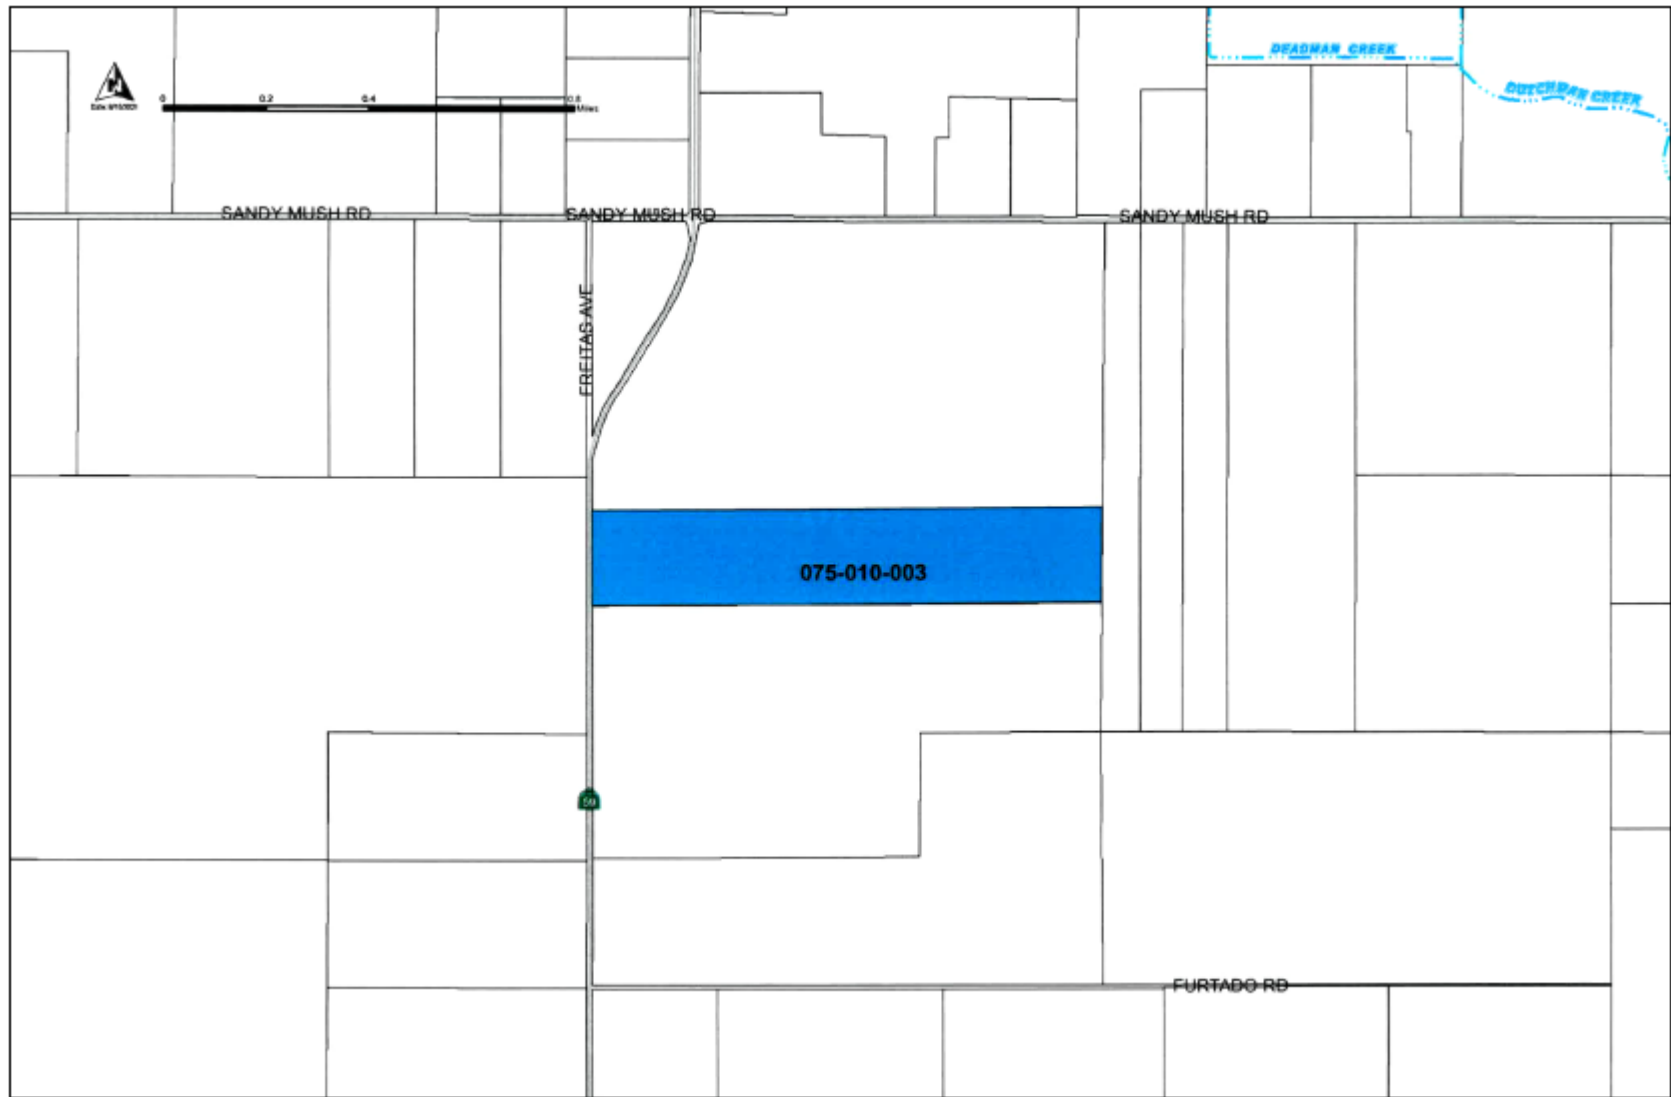 DEADMAN CREEK
DUTCHMAN CREEK
0 0.2 0.4 0.8
Miles
SANDY MUSH RD
SANDY MUSH RD
SANDY MUSH RD
FREITAS AVE
075-010-003
59
FURTADO RD